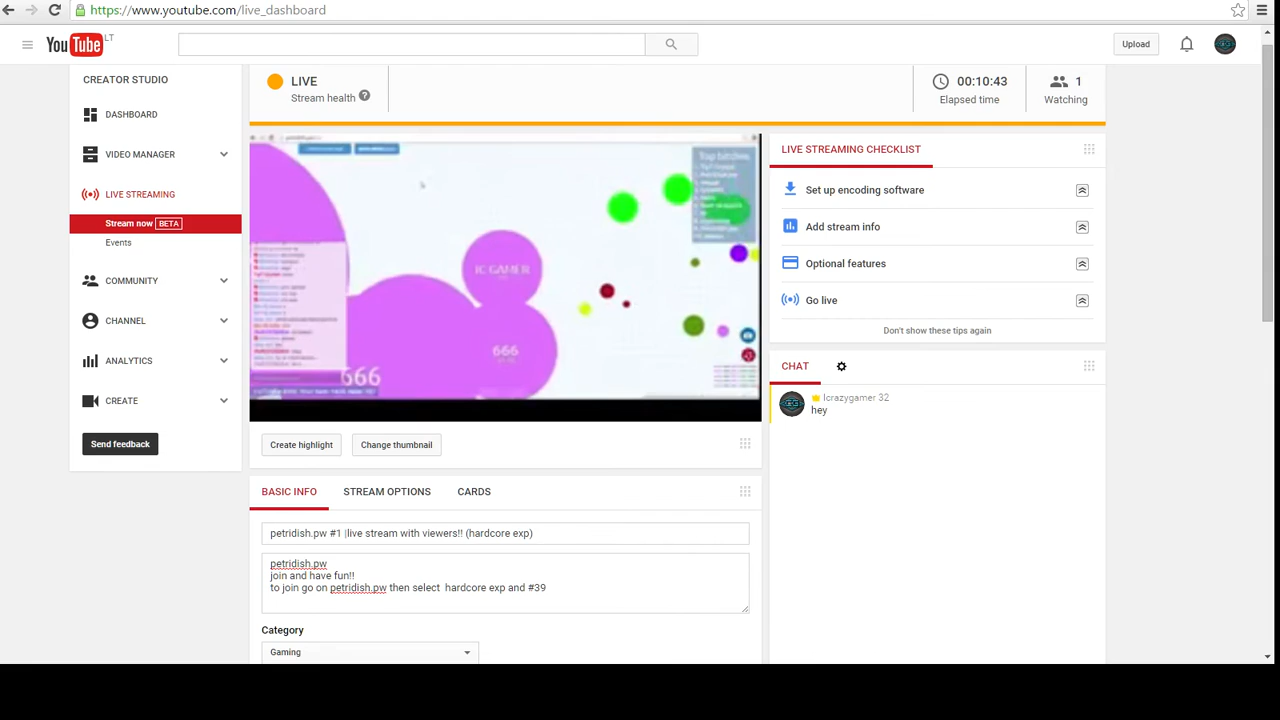 https://www.youtube.com/live_dashboard
YouTube LT
Upload
CREATOR STUDIO
DASHBOARD
VIDEO MANAGER
LIVE STREAMING
Stream now BETA
Events
COMMUNITY
CHANNEL
ANALYTICS
CREATE
Send feedback
LIVE
Stream health ?
00:10:43
Elapsed time
1
Watching
IC GAMER
666
666
Create highlight
Change thumbnail
BASIC INFO
STREAM OPTIONS
CARDS
petridish.pw #1 |live stream with viewers!! (hardcore exp)
petridish.pw
join and have fun!!
to join go on petridish.pw then select hardcore exp and #39
Category
Gaming
LIVE STREAMING CHECKLIST
Set up encoding software
Add stream info
Optional features
Go live
Don't show these tips again
CHAT
Icrazygamer 32
hey